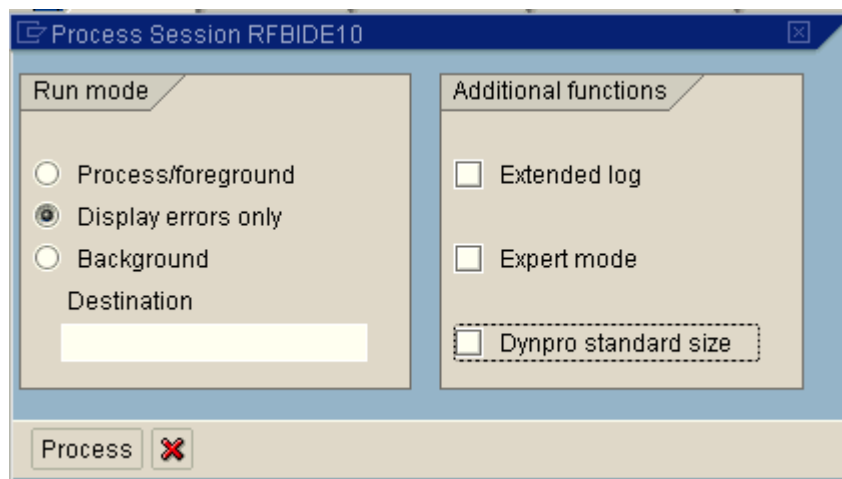 Process Session RFBIDE10
Run mode
Process/foreground
Display errors only
Background
Destination
Additional functions
Extended log
Expert mode
Dynpro standard size
Process